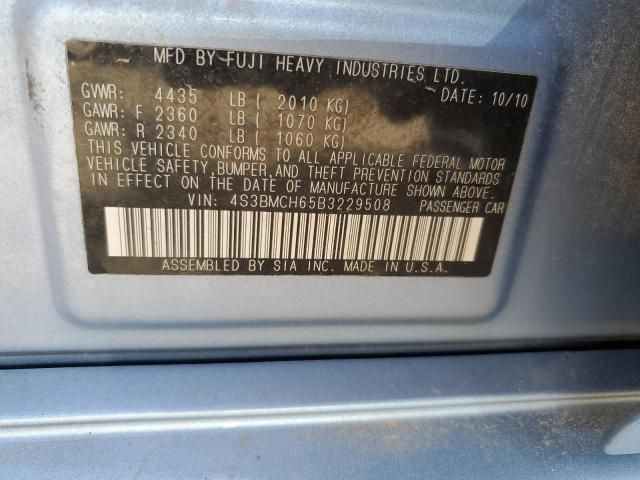 MFD BY FUJI HEAVY INDUSTRIES LTD.
GVWR: 4435 LB ( 2010 KG) DATE: 10/10
GAWR: F 2360 LB ( 1070 KG)
GAWR: R 2340 LB ( 1060 KG)
THIS VEHICLE CONFORMS TO ALL APPLICABLE FEDERAL MOTOR
VEHICLE SAFETY, BUMPER, AND THEFT PREVENTION STANDARDS
IN EFFECT ON THE DATE OF MANUFACTURE SHOWN ABOVE.
VIN: 4S3BMCH65B3229508 PASSENGER CAR
ASSEMBLED BY SIA INC. MADE IN U.S.A.